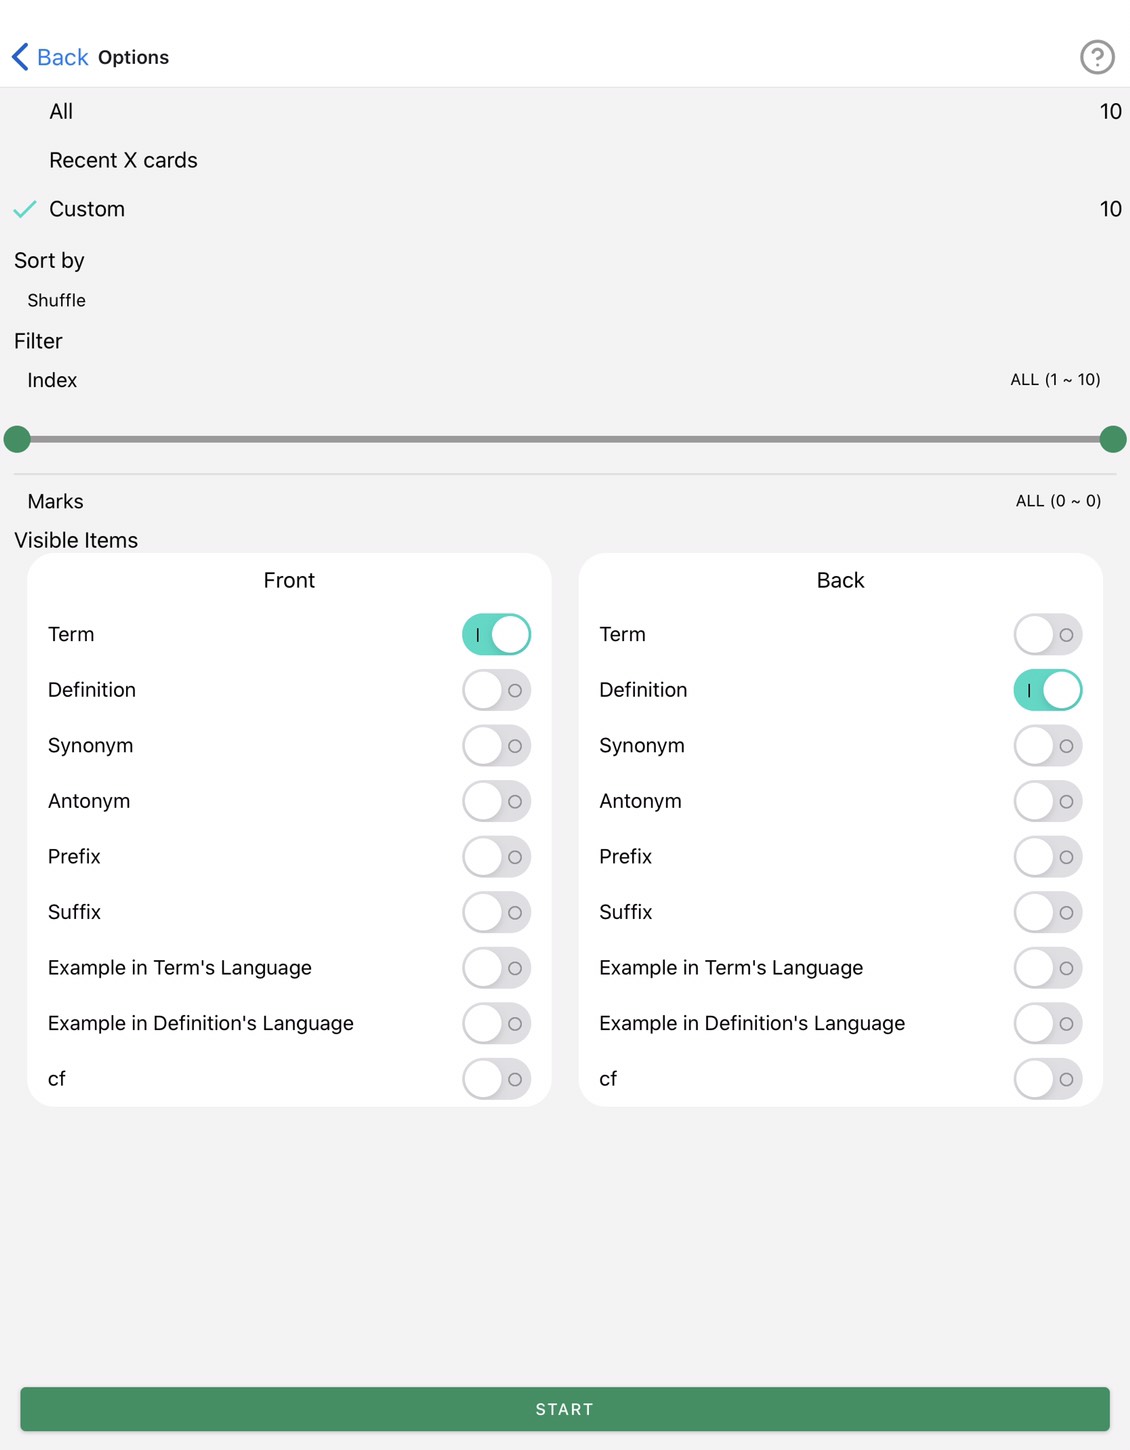 Back Options
All 10
Recent X cards
Custom 10
Sort by
Shuffle
Filter
Index ALL (1 ~ 10)
Marks ALL (0 ~ 0)
Visible Items
Front
Term
Definition
Synonym
Antonym
Prefix
Suffix
Example in Term's Language
Example in Definition's Language
cf
Back
Term
Definition
Synonym
Antonym
Prefix
Suffix
Example in Term's Language
Example in Definition's Language
cf
START